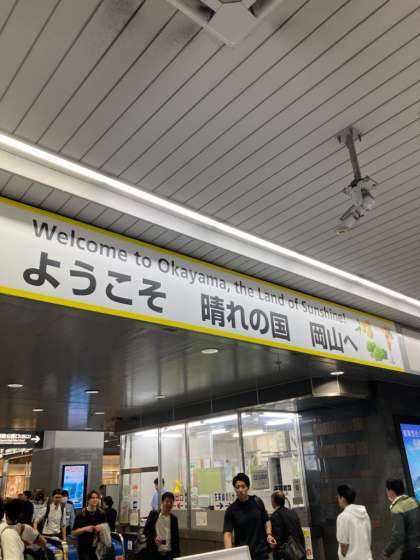 Welcome to Okayama, the Land of Sunshine!
ようこそ 晴れの国 岡山へ